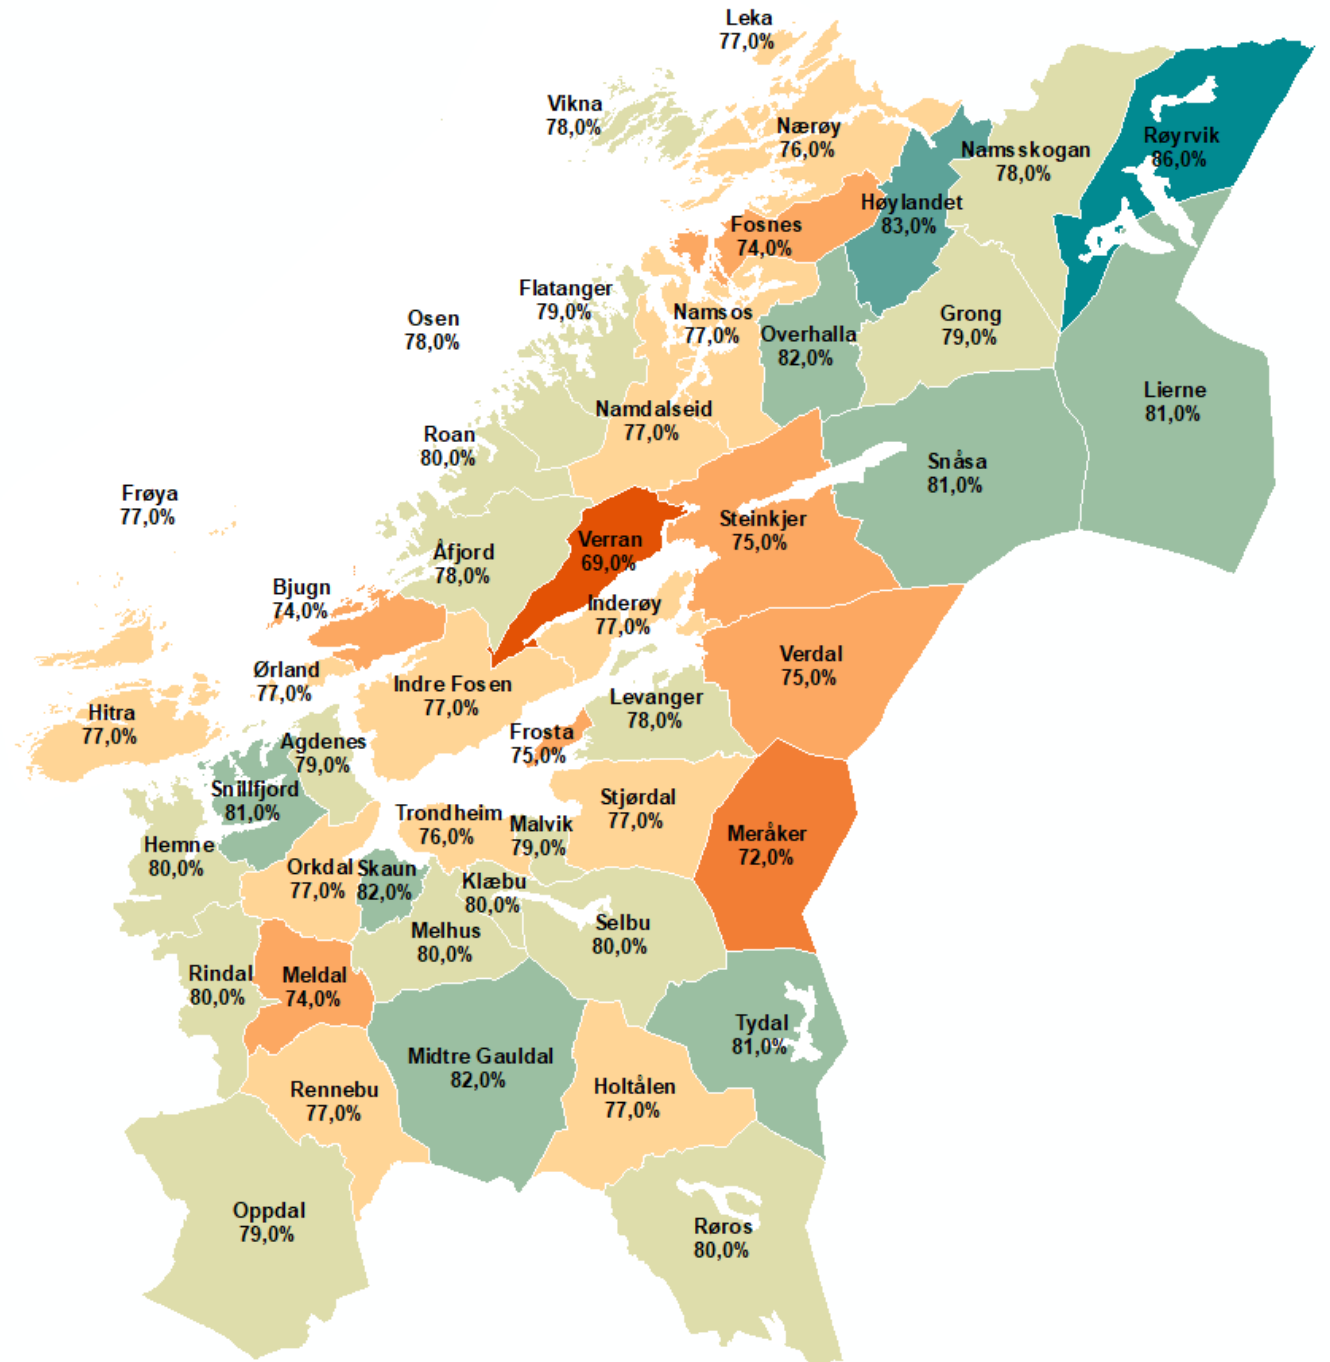 Leka
77,0%
Vikna
78,0%
Nærøy
76,0%
Namsskogan
78,0%
Røyrvik
86,0%
Høylandet
83,0%
Fosnes
74,0%
Flatanger
79,0%
Osen
78,0%
Namsos
77,0%
Overhalla
82,0%
Grong
79,0%
Lierne
81,0%
Namdalseid
77,0%
Roan
80,0%
Snåsa
81,0%
Frøya
77,0%
Steinkjer
75,0%
Verran
69,0%
Åfjord
78,0%
Bjugn
74,0%
Inderøy
77,0%
Verdal
75,0%
Ørland
77,0%
Indre Fosen
77,0%
Levanger
78,0%
Hitra
77,0%
Frosta
75,0%
Agdenes
79,0%
Snillfjord
81,0%
Stjørdal
77,0%
Trondheim
76,0%
Malvik
79,0%
Meråker
72,0%
Hemne
80,0%
Orkdal
77,0%
Skaun
82,0%
Klæbu
80,0%
Selbu
80,0%
Melhus
80,0%
Rindal
80,0%
Meldal
74,0%
Tydal
81,0%
Midtre Gauldal
82,0%
Rennebu
77,0%
Holtålen
77,0%
Oppdal
79,0%
Røros
80,0%